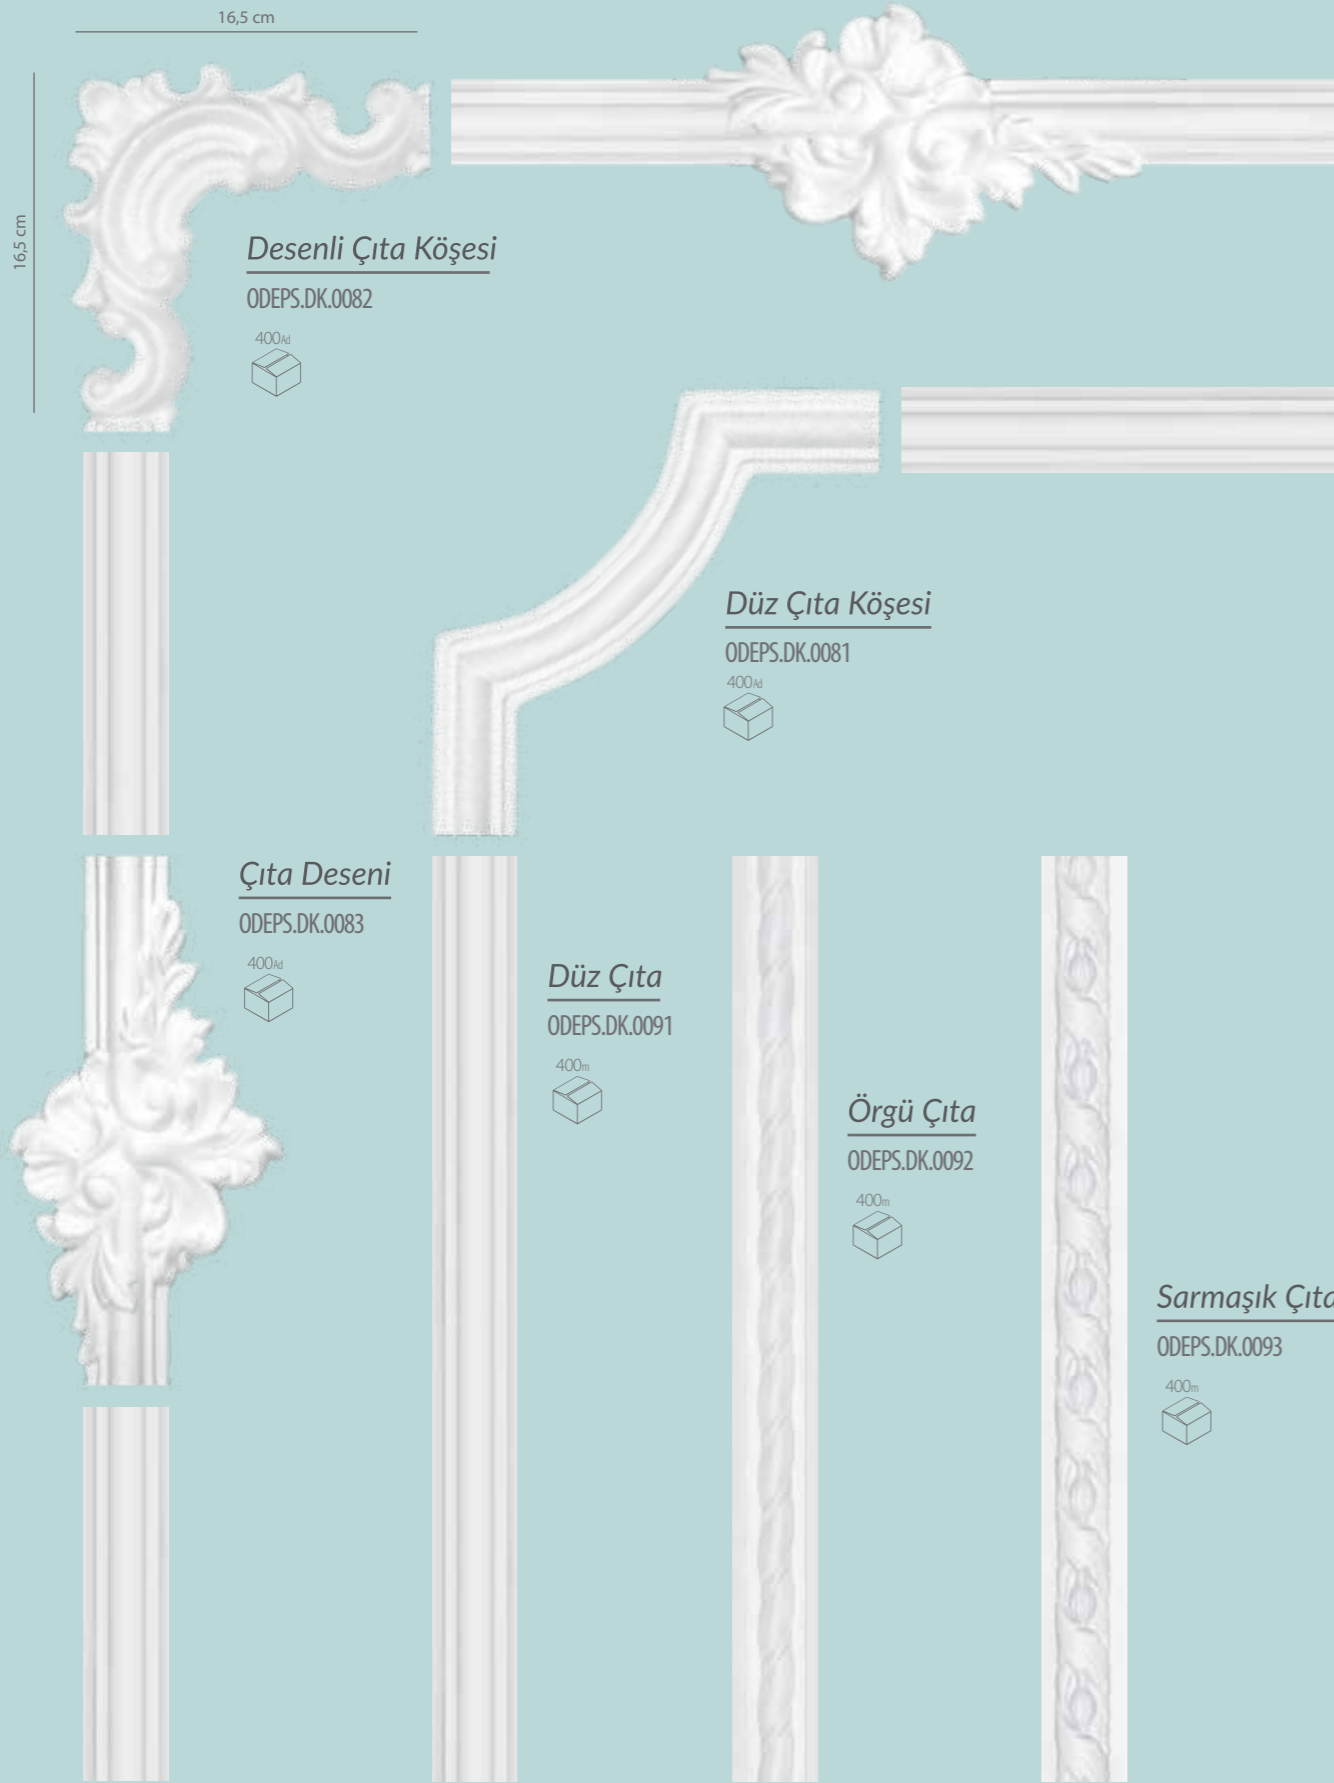 16,5 cm
16,5 cm
Desenli Çıta Köşesi
ODEPS.DK.0082
400Ad
Düz Çıta Köşesi
ODEPS.DK.0081
400Ad
Çıta Deseni
ODEPS.DK.0083
400Ad
Düz Çıta
ODEPS.DK.0091
400m
Örgü Çıta
ODEPS.DK.0092
400m
Sarmaşık Çıta
ODEPS.DK.0093
400m